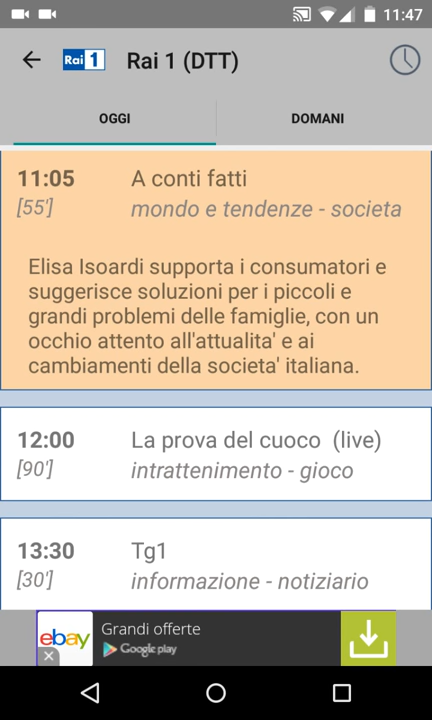 11:47
Rai 1 Rai 1 (DTT)
OGGI DOMANI
11:05 A conti fatti
[55'] mondo e tendenze - societa
Elisa Isoardi supporta i consumatori e
suggerisce soluzioni per i piccoli e
grandi problemi delle famiglie, con un
occhio attento all'attualita' e ai
cambiamenti della societa' italiana.
12:00 La prova del cuoco (live)
[90'] intrattenimento - gioco
13:30 Tg1
[30'] informazione - notiziario
ebay Grandi offerte
Google play